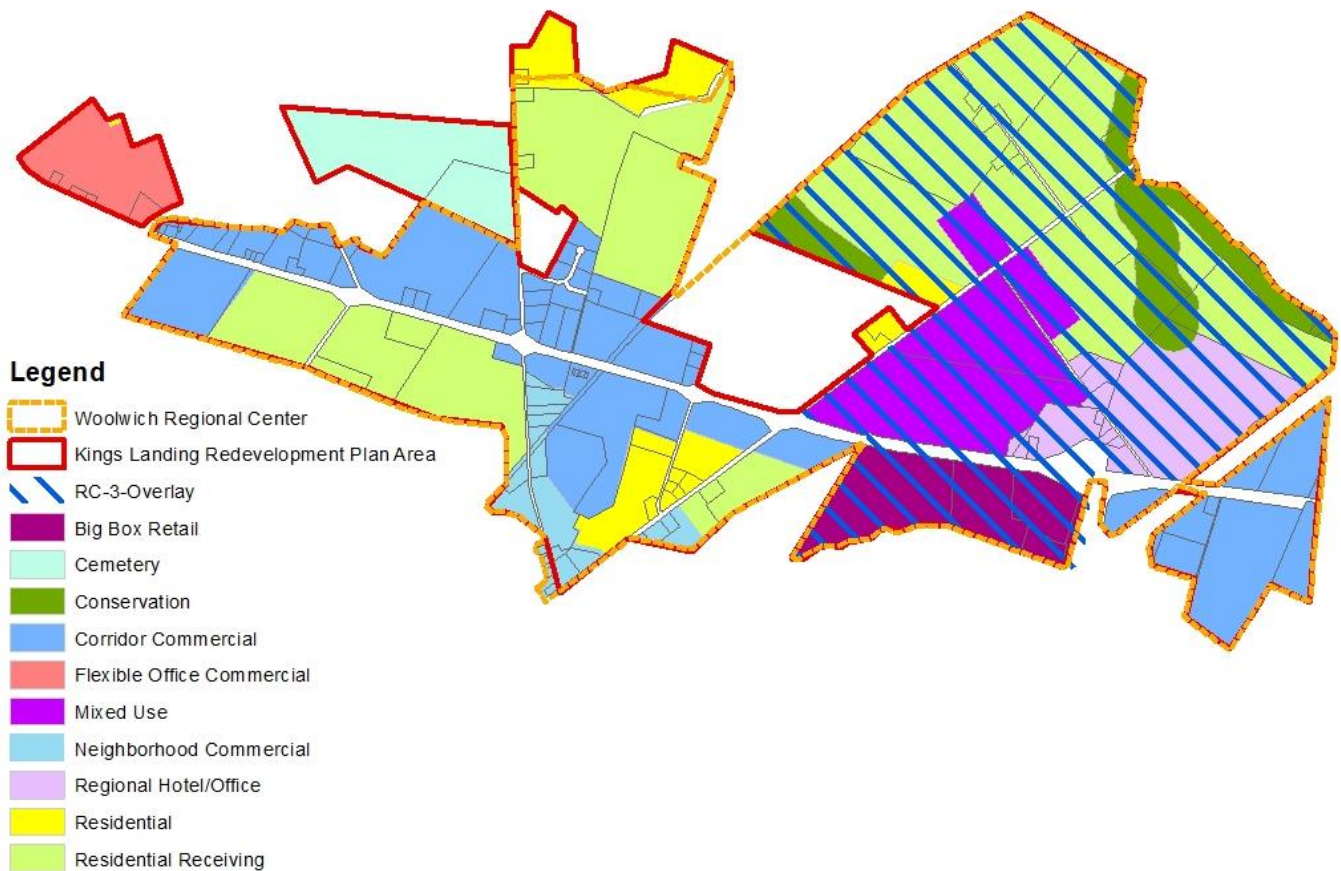 Legend
Woolwich Regional Center
Kings Landing Redevelopment Plan Area
RC-3-Overlay
Big Box Retail
Cemetery
Conservation
Corridor Commercial
Flexible Office Commercial
Mixed Use
Neighborhood Commercial
Regional Hotel/Office
Residential
Residential Receiving